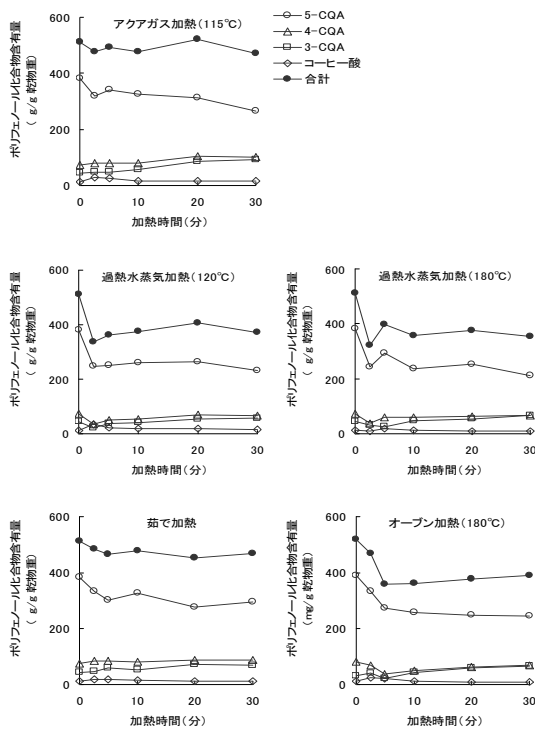 アクアガス加熱(115℃)
5-CQA
4-CQA
3-CQA
コーヒー酸
合計
ポリフェノール化合物含有量
( g/g 乾物重)
600
400
200
0
0 10 20 30
加熱時間(分)
過熱水蒸気加熱(120℃)
ポリフェノール化合物含有量
( g/g 乾物重)
600
400
200
0
0 10 20 30
加熱時間(分)
過熱水蒸気加熱(180℃)
ポリフェノール化合物含有量
( g/g 乾物重)
600
400
200
0
0 10 20 30
加熱時間(分)
茹で加熱
ポリフェノール化合物含有量
( g/g 乾物重)
600
400
200
0
0 10 20 30
加熱時間(分)
オーブン加熱(180℃)
ポリフェノール化合物含有量
(mg/g 乾物重)
600
400
200
0
0 10 20 30
加熱時間(分)